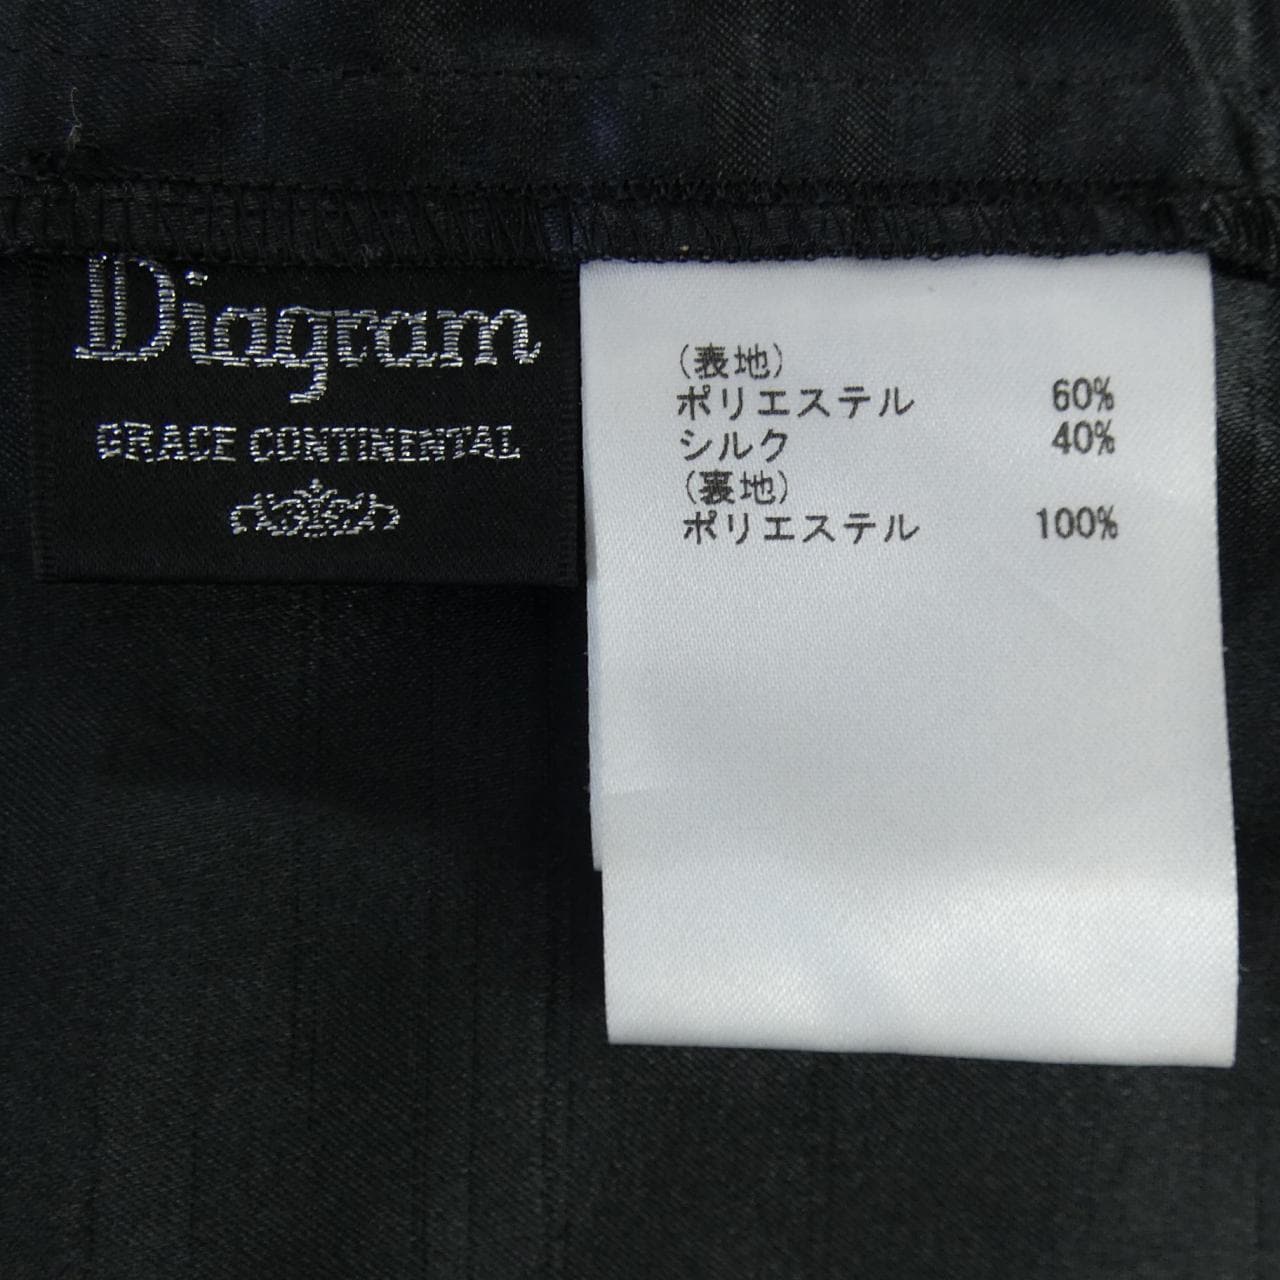 Diagram
GRACE CONTINENTAL
(表地)
ポリエステル 60%
シルク 40%
(裏地)
ポリエステル 100%